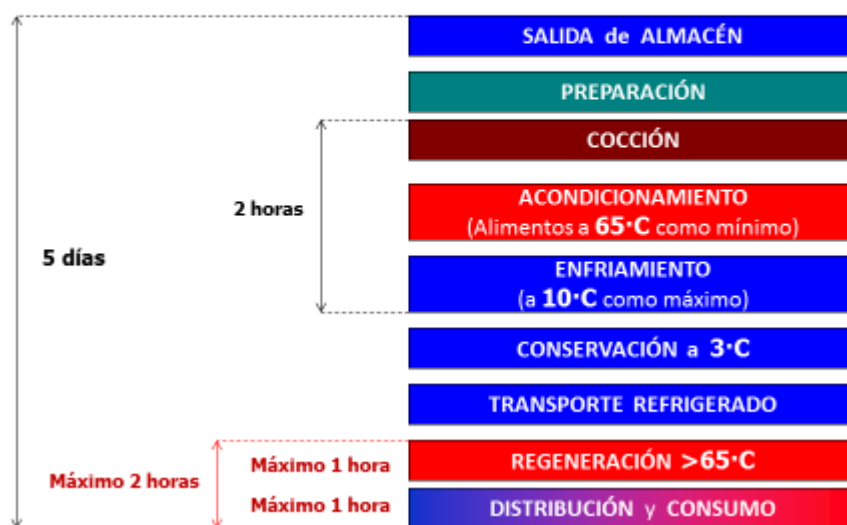 SALIDA de ALMACÉN
PREPARACIÓN
COCCIÓN
ACONDICIONAMIENTO
(Alimentos a 65·C como mínimo)
2 horas
5 días
ENFRIAMIENTO
(a 10·C como máximo)
CONSERVACIÓN a 3·C
TRANSPORTE REFRIGERADO
Máximo 2 horas
Máximo 1 hora
REGENERACIÓN >65·C
Máximo 1 hora
DISTRIBUCIÓN y CONSUMO